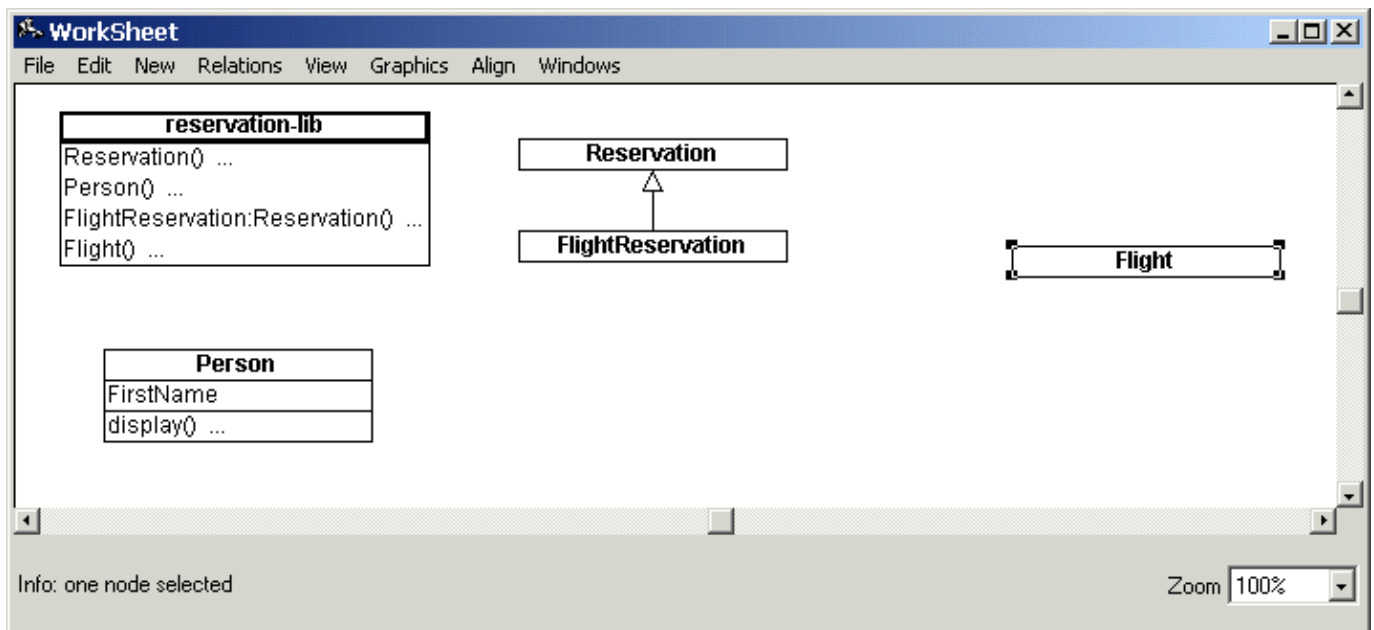 WorkSheet
File Edit New Relations View Graphics Align Windows
reservation-lib
Reservation() ...
Person() ...
FlightReservation:Reservation() ...
Flight() ...
Reservation
FlightReservation
Flight
Person
FirstName
display() ...
Info: one node selected
Zoom 100%